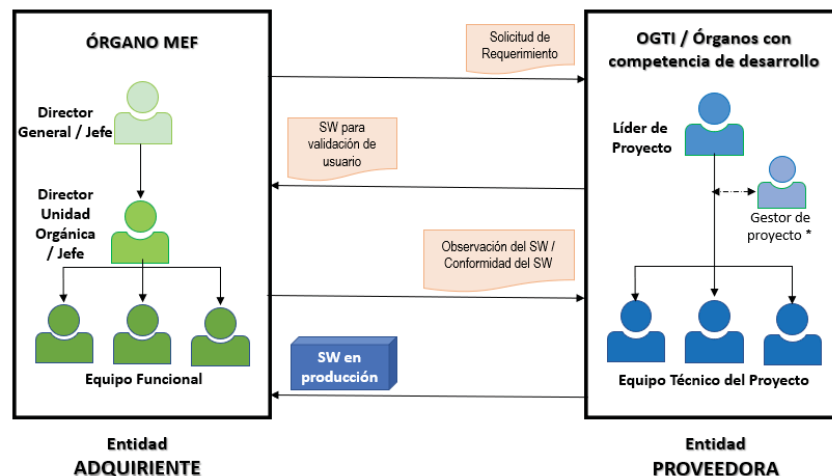 ÓRGANO MEF
Director
General / Jefe
Director
Unidad
Orgánica
/ Jefe
Equipo Funcional
Entidad
ADQUIRIENTE
Solicitud de
Requerimiento
SW para
validación de
usuario
Observación del SW /
Conformidad del SW
SW en
producción
OGTI / Órganos con
competencia de desarrollo
Líder de
Proyecto
Gestor de
proyecto *
Equipo Técnico del Proyecto
Entidad
PROVEEDORA